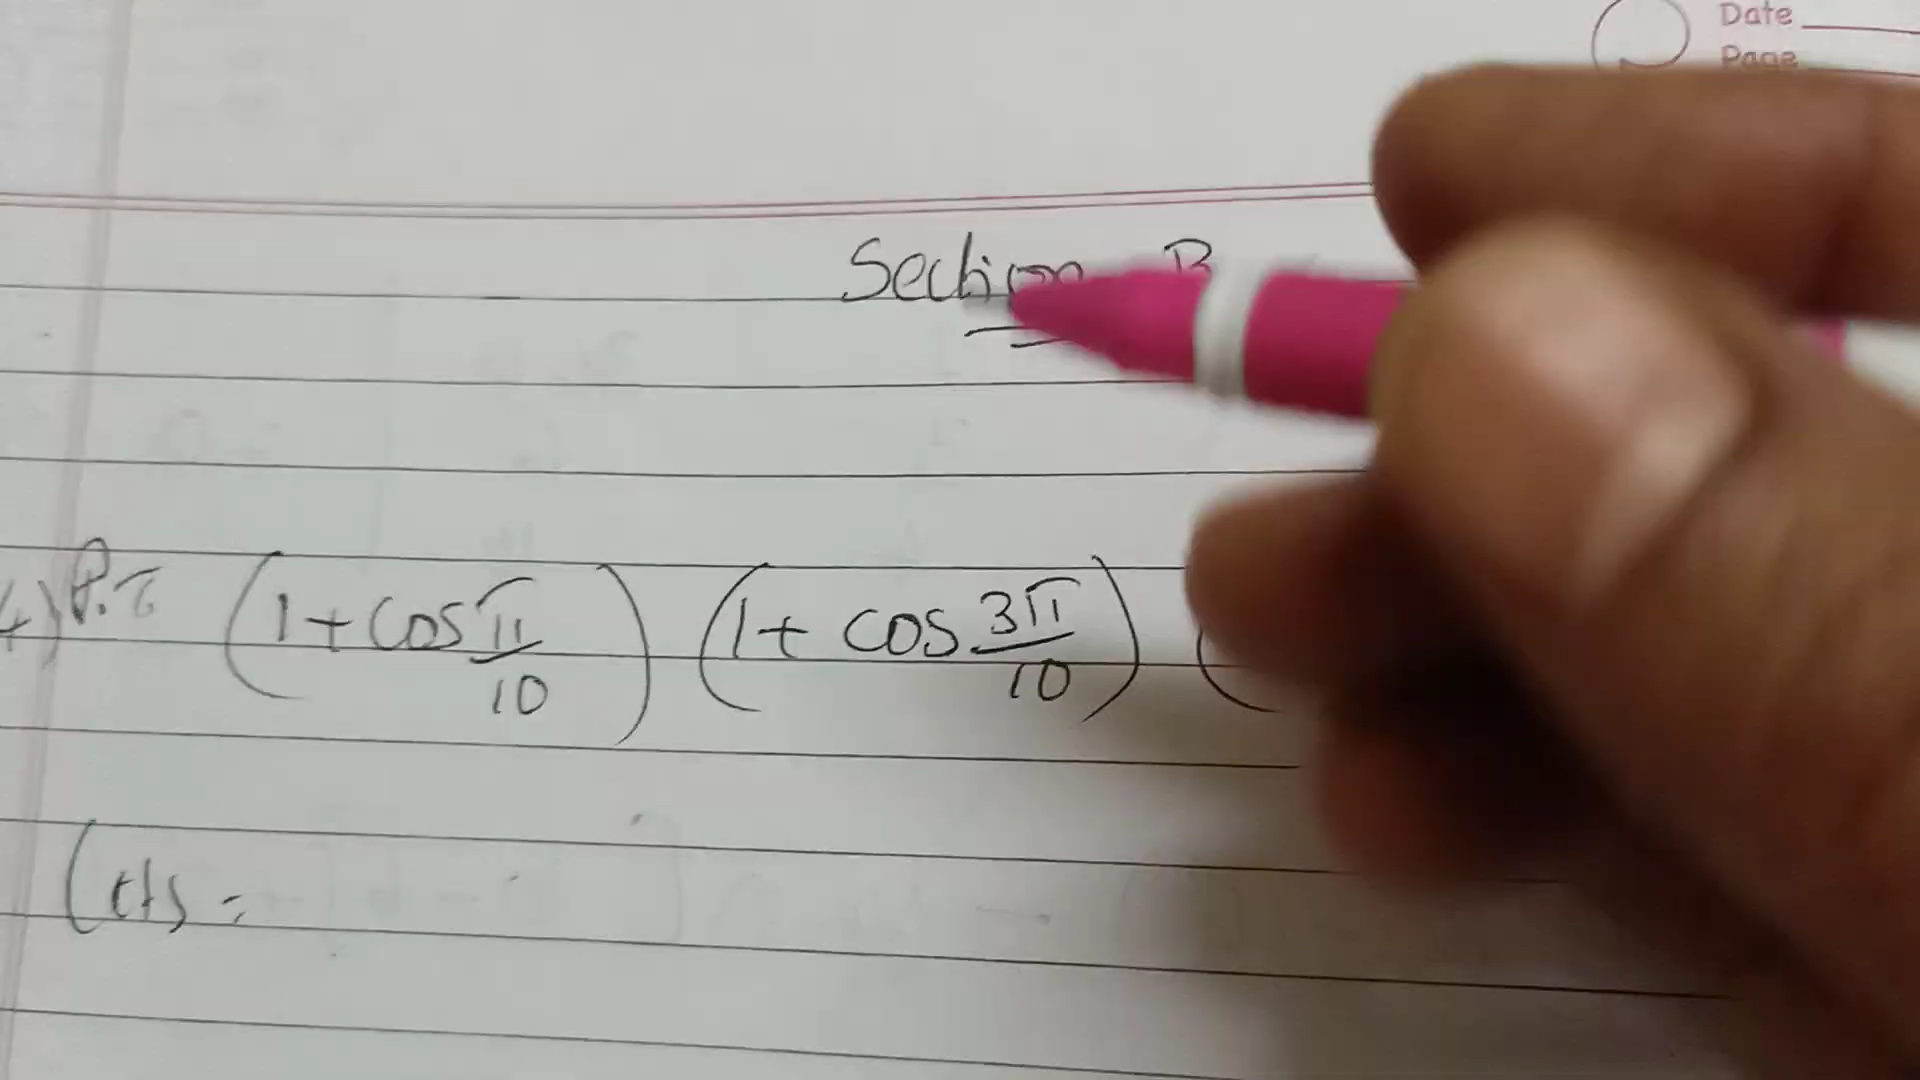 Date
Page
Section B
4) P.T (1 + cos π/10) (1 + cos 3π/10) (
LHS =